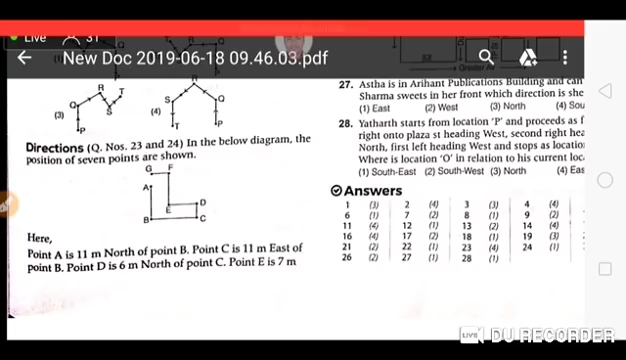 Live 31
New Doc 2019-06-18 09.46.03.pdf
Q
R
T
(3)
S
P
R
S
Q
(4)
T
P
Directions (Q. Nos. 23 and 24) In the below diagram, the
position of seven points are shown.
G F
A
D
E
B C
Here,
Point A is 11 m North of point B. Point C is 11 m East of
point B. Point D is 6 m North of point C. Point E is 7 m
27. Astha is in Arihant Publications Building and can
Sharma sweets in her front which direction is she
(1) East (2) West (3) North (4) Sou
28. Yatharth starts from location 'P' and proceeds as f
right onto plaza st heading West, second right hea
North, first left heading West and stops as locatio
Where is location 'O' in relation to his current loc
(1) South-East (2) South-West (3) North (4) Eas
Answers
1 (3) 2 (4) 3 (3) 4 (4)
6 (1) 7 (2) 8 (1) 9 (2)
11 (4) 12 (1) 13 (2) 14 (4)
16 (4) 17 (2) 18 (1) 19 (3)
21 (2) 22 (1) 23 (4) 24 (1)
26 (2) 27 (1) 28 (1)
LIVE DU RECORDER